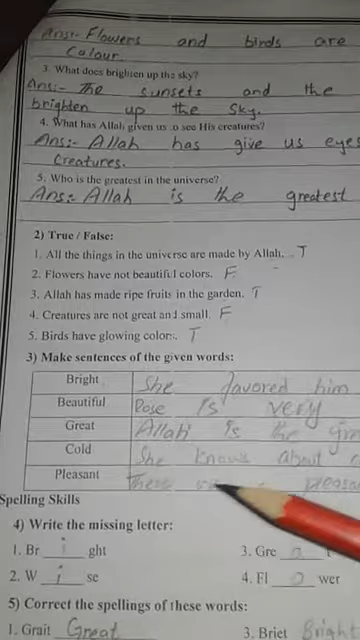 Ans:- Flowers and birds are
colour.
3. What does brighten up the sky?
Ans:- The sunsets and the
brighten up the sky.
4. What has Allah given us to see His creatures?
Ans:- Allah has give us eyes
creatures.
5. Who is the greatest in the universe?
Ans:- Allah is the greatest
2) True / False:
1. All the things in the universe are made by Allah. T
2. Flowers have not beautiful colors. F
3. Allah has made ripe fruits in the garden. T
4. Creatures are not great and small. F
5. Birds have glowing colors. T
3) Make sentences of the given words:
Bright She favored him
Beautiful Rose is very
Great Allah is the
Cold She knows about
Pleasant There
Spelling Skills
4) Write the missing letter:
1. Br i ght 3. Gre a
2. W i se 4. Fl o wer
5) Correct the spellings of these words:
1. Grait Great 3. Briet Bright